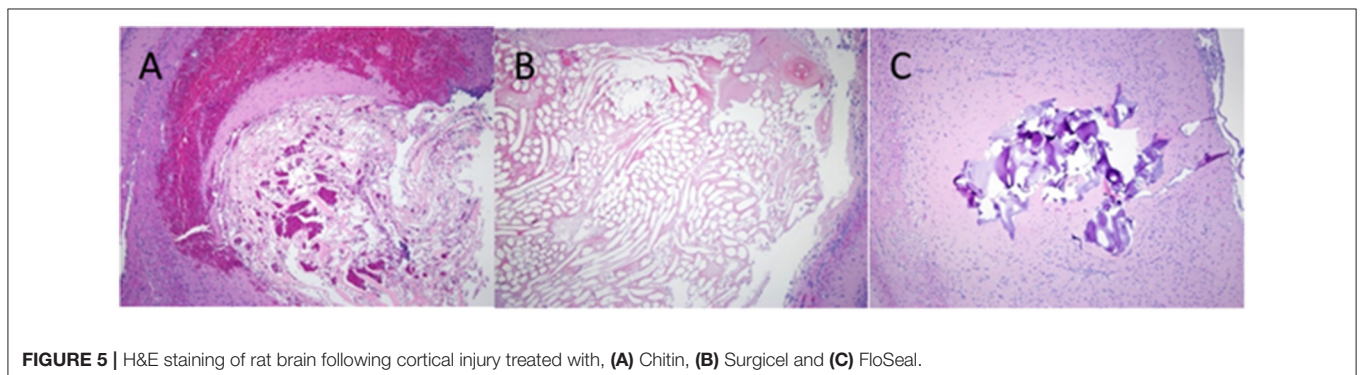 A
B
C
FIGURE 5 | H&E staining of rat brain following cortical injury treated with, (A) Chitin, (B) Surgicel and (C) FloSeal.